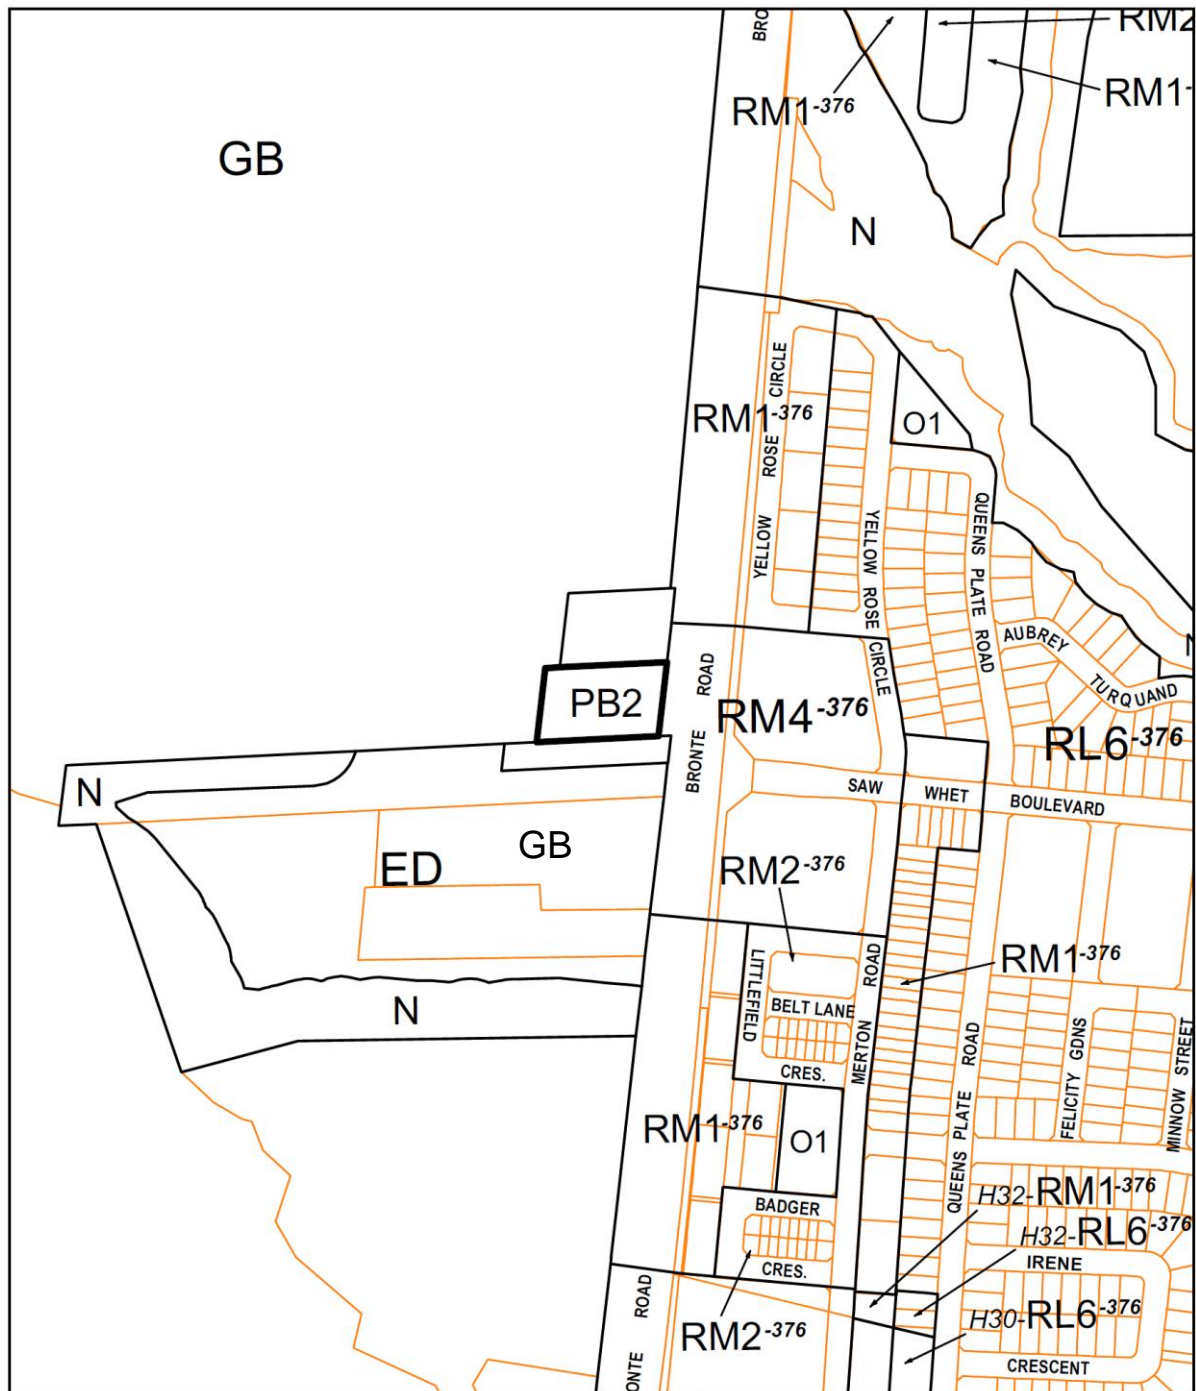 BRO
RM2
RM1-
RM1-376
GB
N
YELLOW ROSE CIRCLE
RM1-376
O1
YELLOW ROSE CIRCLE
QUEENS PLATE ROAD
AUBREY
TURQUAND
BRONTE ROAD
PB2
RM4-376
RL6-376
N
SAW WHET BOULEVARD
GB
ED
RM2-376
RM1-376
LITTLEFIELD
CRES.
BELT LANE
MERTON ROAD
N
QUEENS PLATE ROAD
FELICITY GDNS
MINNOW STREET
RM1-376
O1
H32-RM1-376
BADGER
CRES.
H32-RL6-376
IRENE
CRESCENT
H30-RL6-376
RM2-376
ONTE ROAD